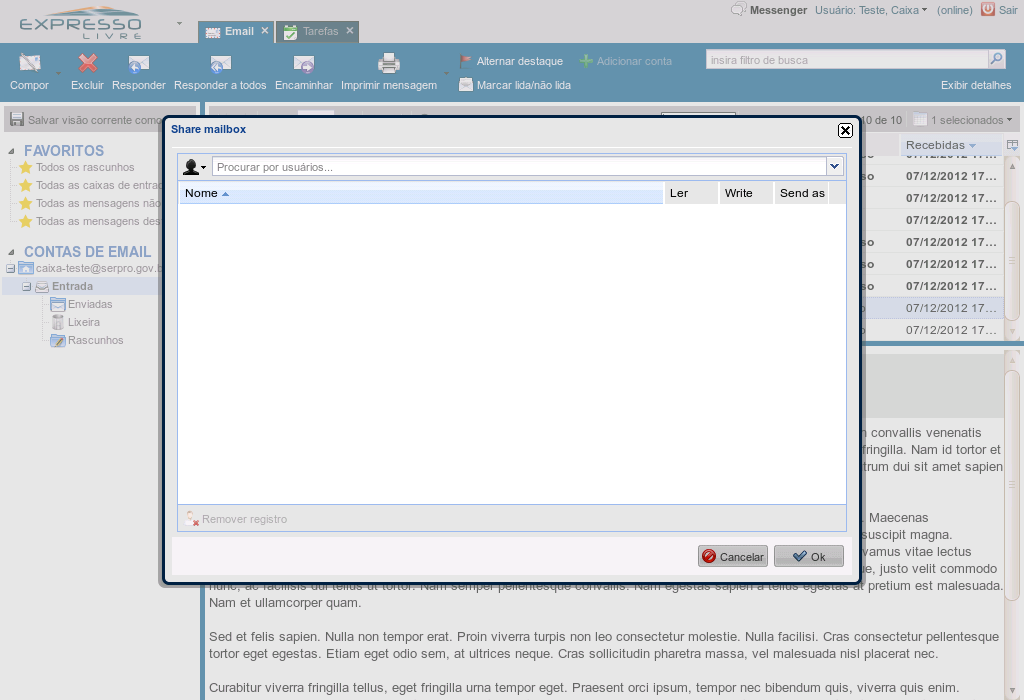 EXPRESSO
LIVRE
Email
Tarefas
Messenger
Usuário: Teste, Caixa
(online)
Sair
Compor
Excluir
Responder
Responder a todos
Encaminhar
Imprimir mensagem
Alternar destaque
Marcar lida/não lida
Adicionar conta
insira filtro de busca
Exibir detalhes
Salvar visão corrente como
10 de 10
1 selecionados
FAVORITOS
Todos os rascunhos
Todas as caixas de entrad
Todas as mensagens não
Todas as mensagens des
CONTAS DE EMAIL
caixa-teste@serpro.gov.b
Entrada
Enviadas
Lixeira
Rascunhos
Share mailbox
Procurar por usuários...
Nome
Ler
Write
Send as
Remover registro
Cancelar
Ok
Recebidas
07/12/2012 17...
so 07/12/2012 17...
07/12/2012 17...
07/12/2012 17...
so 07/12/2012 17...
so 07/12/2012 17...
so 07/12/2012 17...
07/12/2012 17...
07/12/2012 17...
n convallis venenatis
fringilla. Nam id tortor et
trum dui sit amet sapien
. Maecenas
suscipit magna.
vamus vitae lectus
ue, justo velit commodo
nunc, ac facilisis dui tellus ut tortor. Nam semper pellentesque convallis. Nam egestas sapien a tellus egestas at pretium est malesuada.
Nam et ullamcorper quam.
Sed et felis sapien. Nulla non tempor erat. Proin viverra turpis non leo consectetur molestie. Nulla facilisi. Cras consectetur pellentesque
tortor eget egestas. Etiam eget odio sem, at ultrices neque. Cras sollicitudin pharetra massa, vel malesuada nisl placerat nec.
Curabitur viverra fringilla tellus, eget fringilla urna tempor eget. Praesent orci ipsum, tempor nec bibendum quis, viverra quis enim.